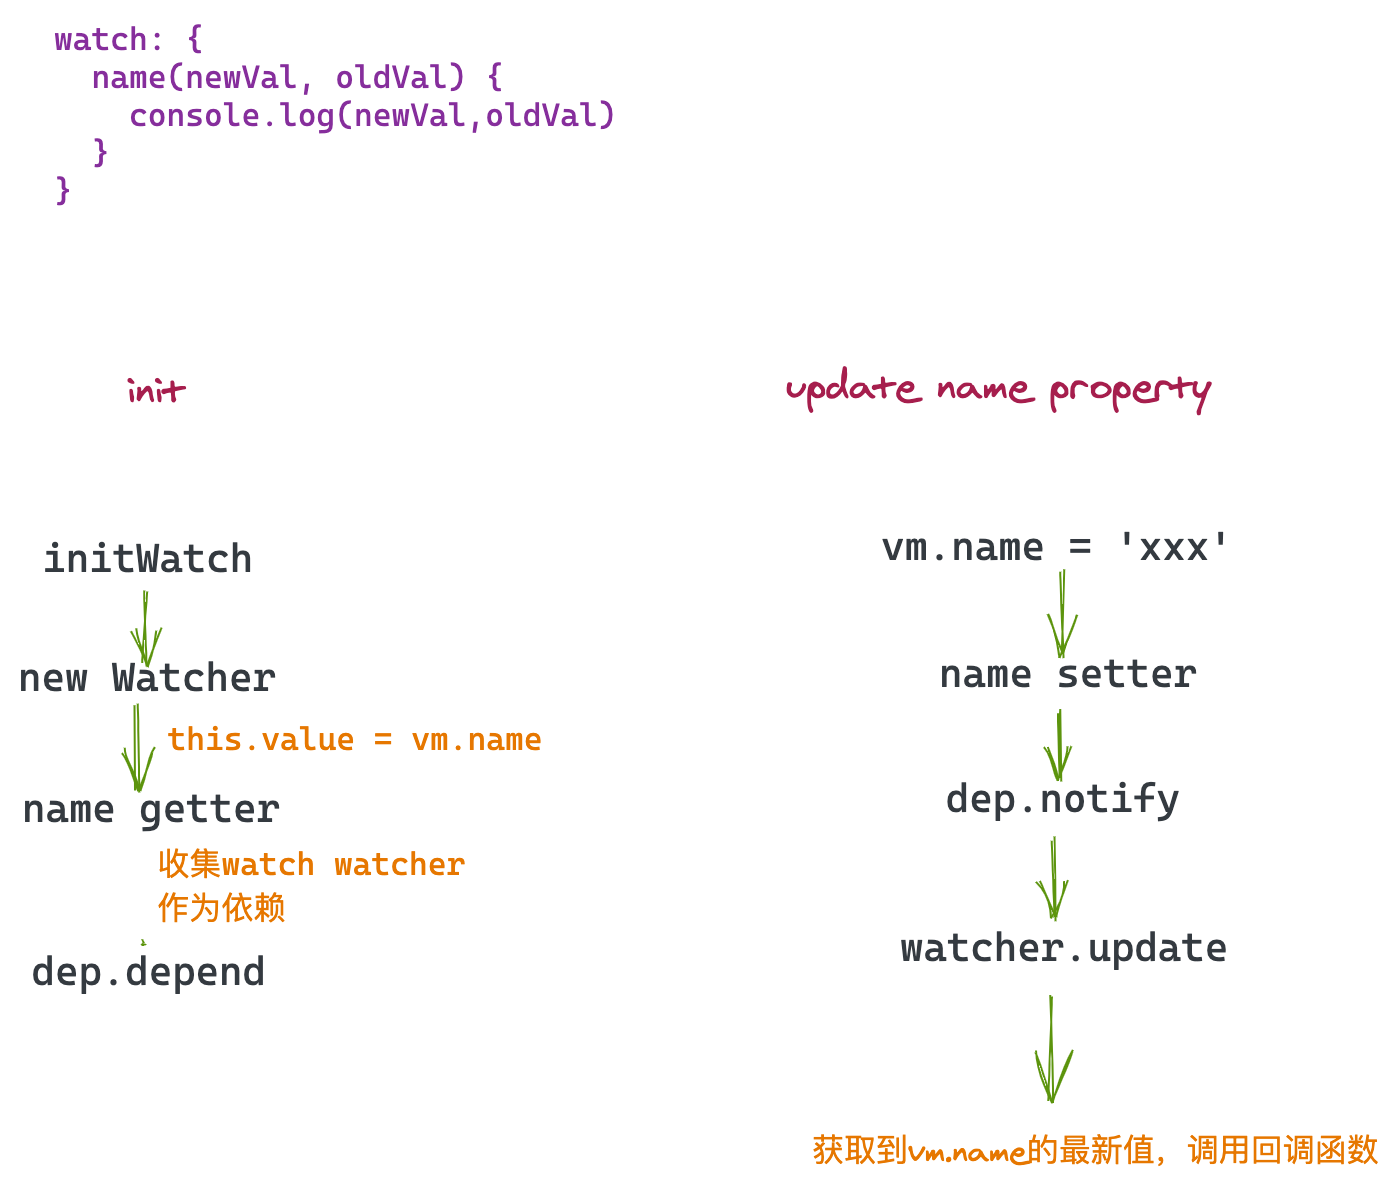 watch: {
name(newVal, oldVal) {
console.log(newVal,oldVal)
}
}
init
update name property
initWatch
new Watcher
this.value = vm.name
name getter
收集watch watcher
作为依赖
dep.depend
vm.name = 'xxx'
name setter
dep.notify
watcher.update
获取到vm.name的最新值，调用回调函数